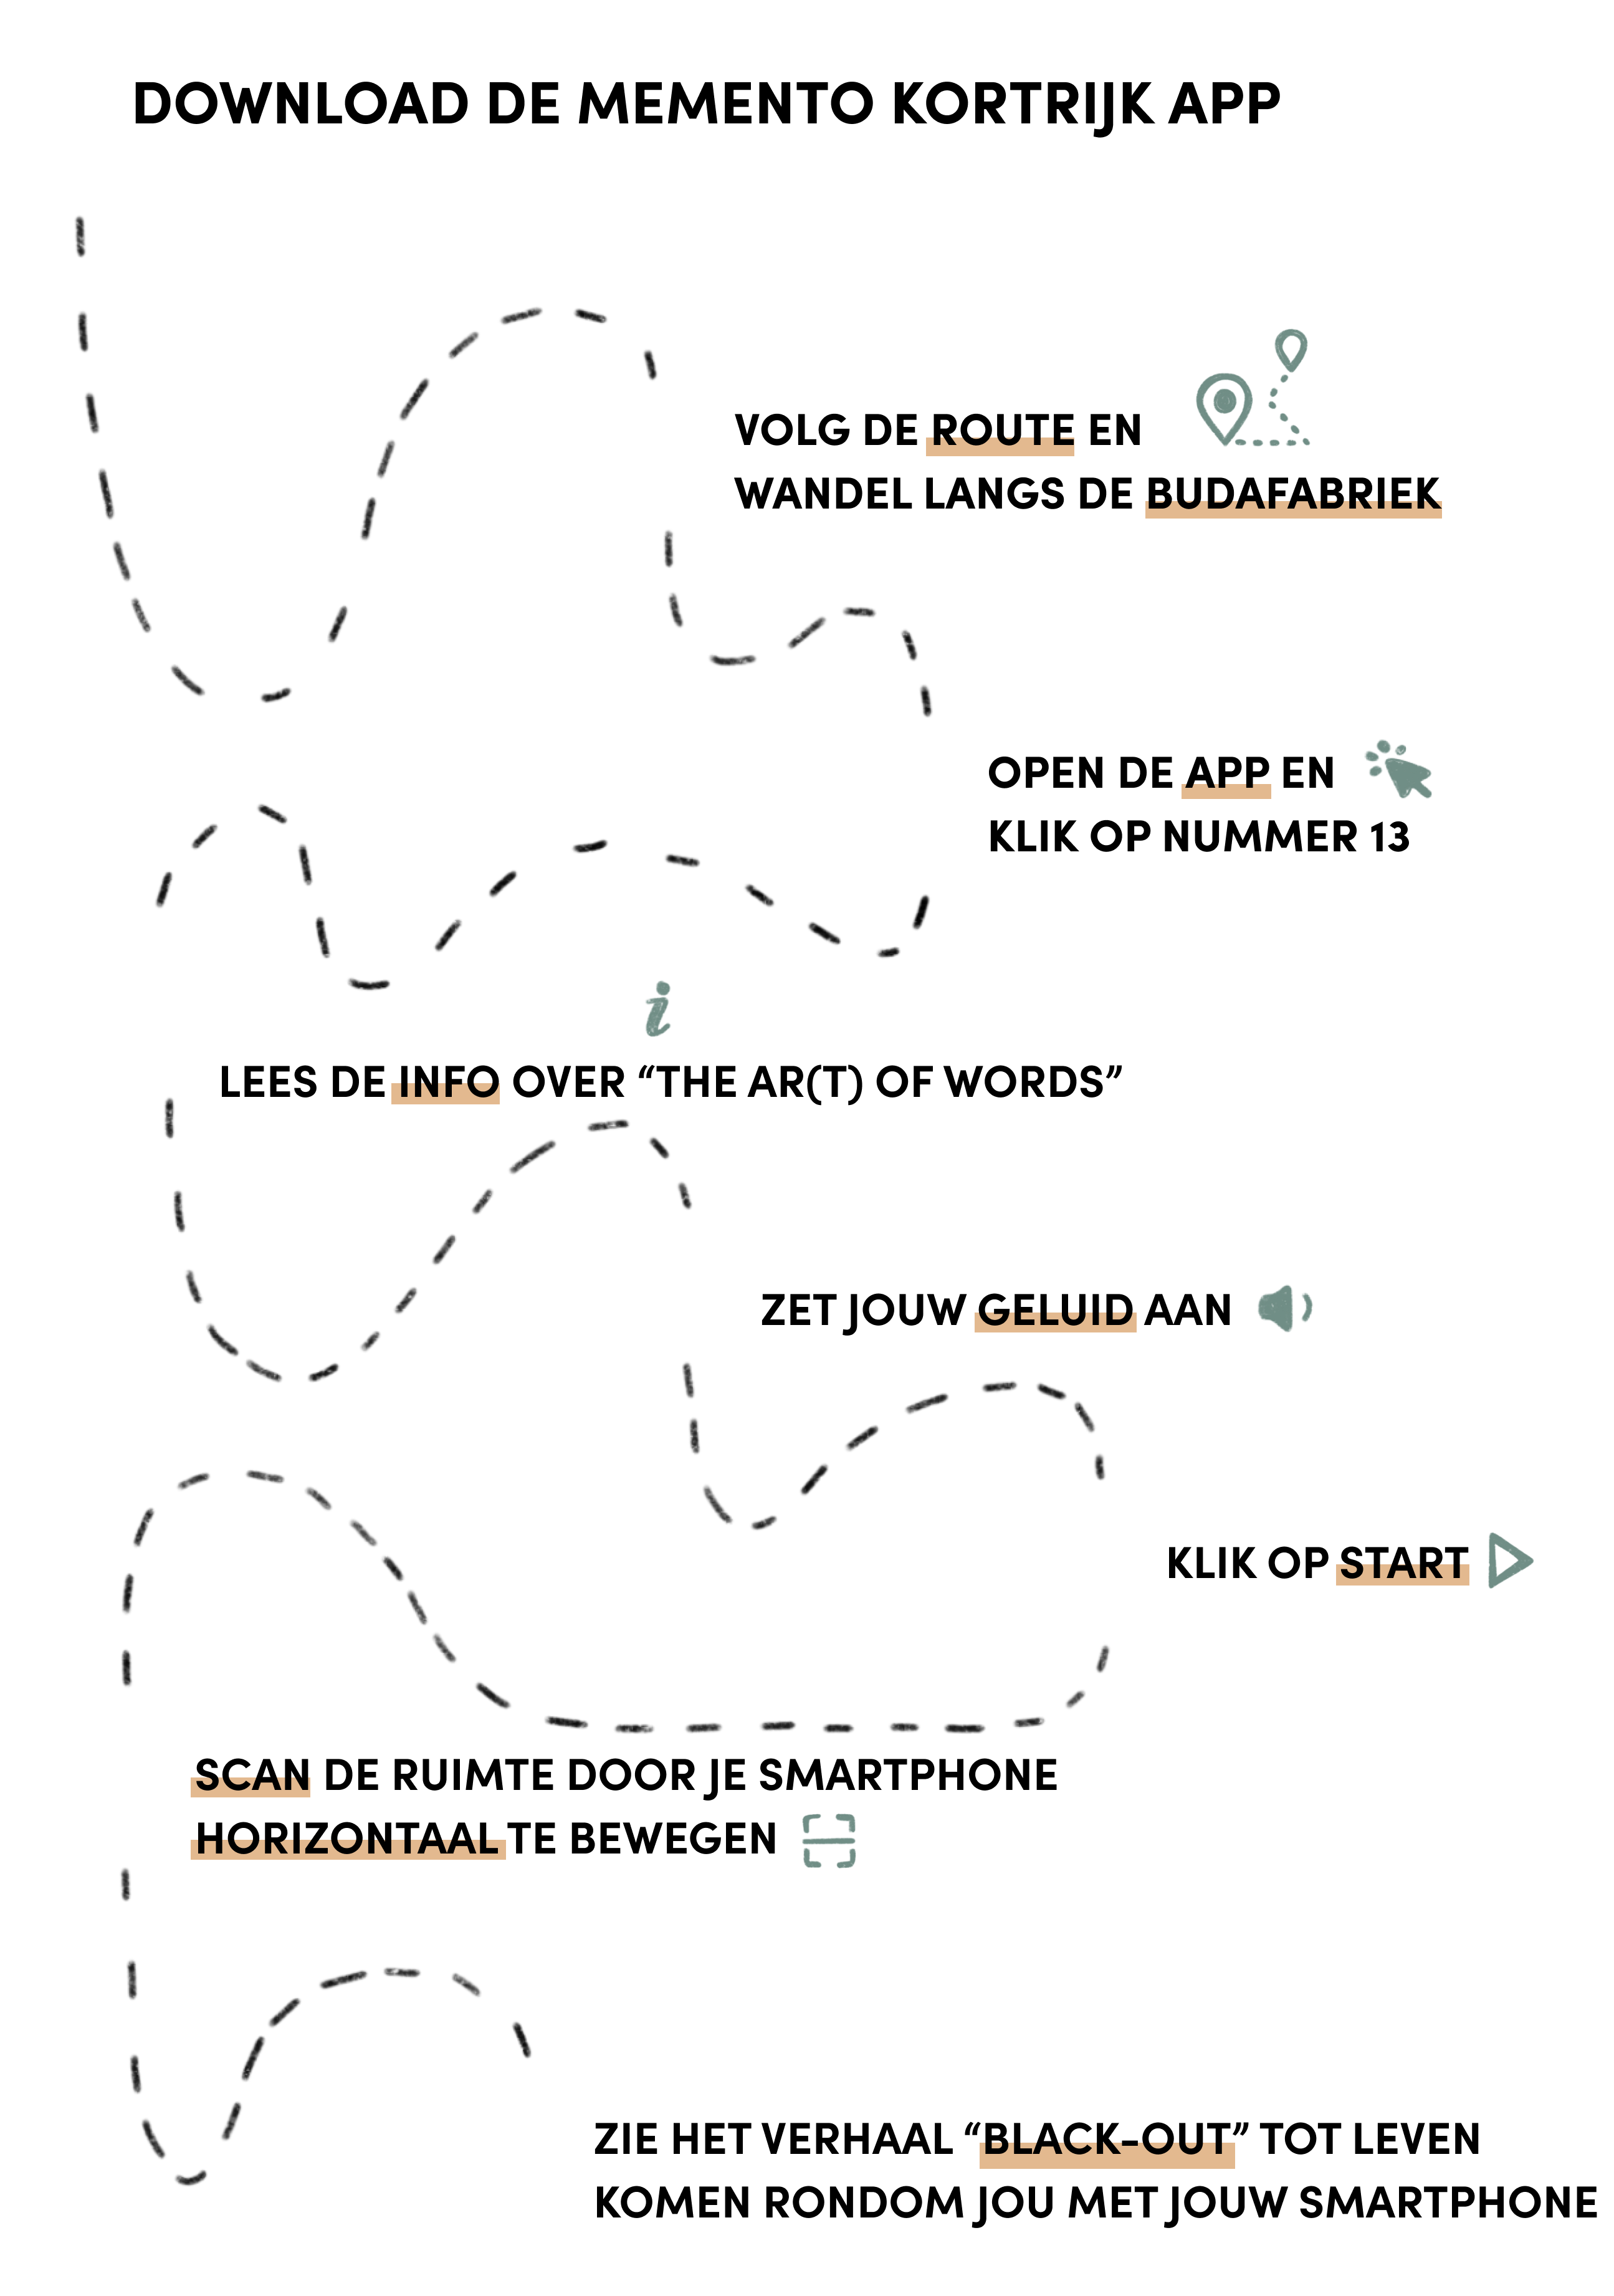 DOWNLOAD DE MEMENTO KORTRIJK APP
VOLG DE ROUTE EN
WANDEL LANGS DE BUDAFABRIEK
OPEN DE APP EN
KLIK OP NUMMER 13
LEES DE INFO OVER “THE AR(T) OF WORDS”
ZET JOUW GELUID AAN
KLIK OP START
SCAN DE RUIMTE DOOR JE SMARTPHONE
HORIZONTAAL TE BEWEGEN
ZIE HET VERHAAL “BLACK-OUT” TOT LEVEN
KOMEN RONDOM JOU MET JOUW SMARTPHONE